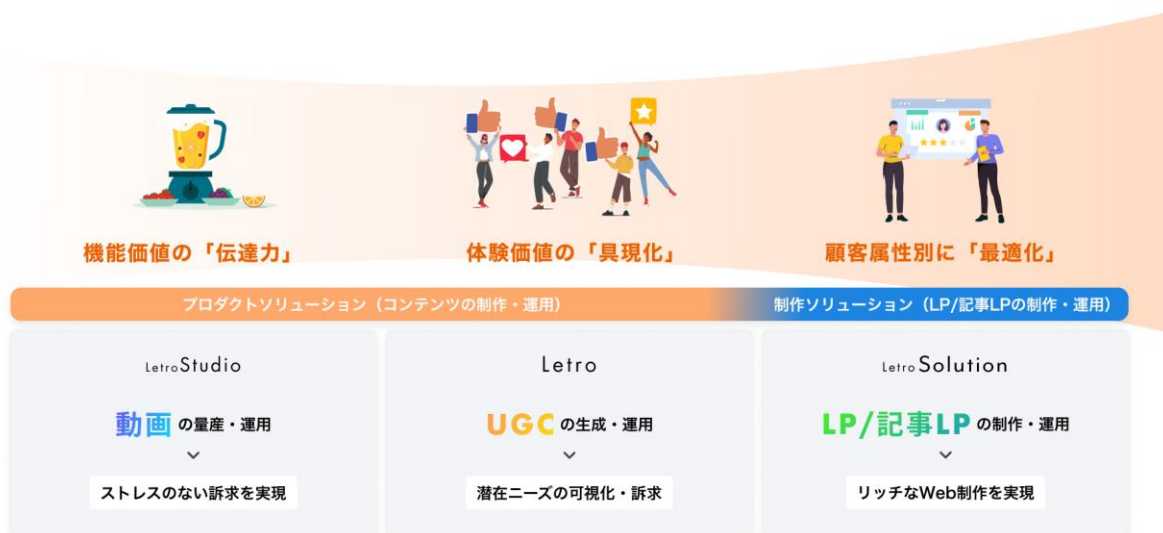 機能価値の「伝達力」
体験価値の「具現化」
顧客属性別に「最適化」
プロダクトソリューション（コンテンツの制作・運用）
制作ソリューション（LP/記事LPの制作・運用）
LetroStudio
動画の量産・運用
ストレスのない訴求を実現
Letro
UGCの生成・運用
潜在ニーズの可視化・訴求
Letro Solution
LP/記事LPの制作・運用
リッチなWeb制作を実現